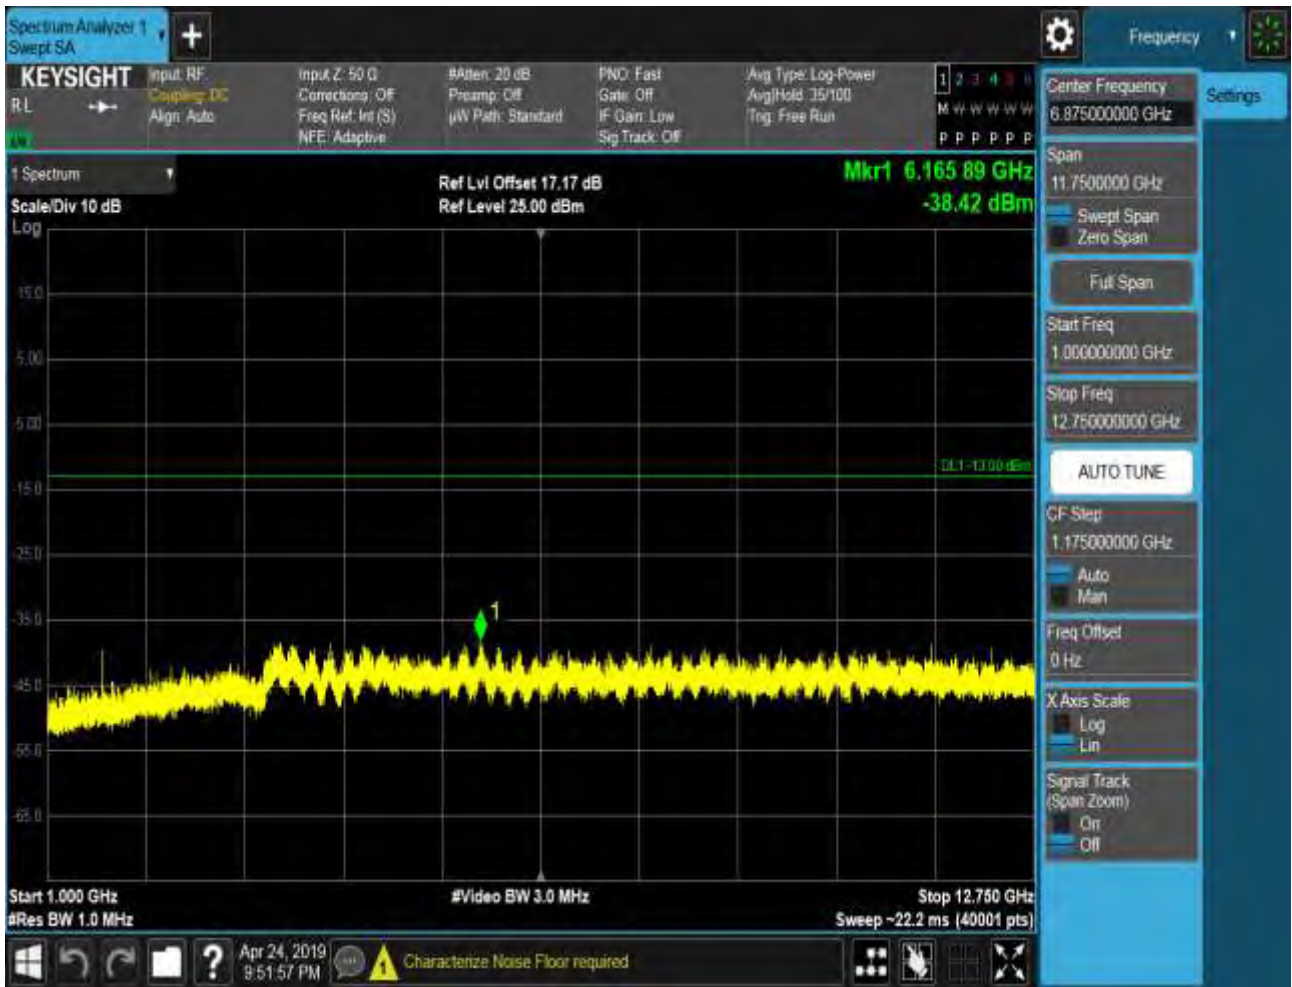 Spectrum Analyzer 1
Swept SA
+
Frequency
KEYSIGHT
RL
Input: RF
Coupling: DC
Align: Auto
Input Z: 50 Ω
Corrections: Off
Freq Ref: Int (S)
NFE: Adaptive
#Atten: 20 dB
Preamp: Off
µW Path: Standard
PNO: Fast
Gate: Off
IF Gain: Low
Sig Track: Off
Avg Type: Log-Power
Avg|Hold: 35/100
Trig: Free Run
1 2 3 4 5 6
M W W W W W
P P P P P P
1 Spectrum
Scale/Div 10 dB
Log
Ref Lvl Offset 17.17 dB
Ref Level 25.00 dBm
Mkr1 6.165 89 GHz
-38.42 dBm
15.0
5.00
-5.00
-15.0
-25.0
-35.0
-45.0
-55.0
-65.0
DL1 -13.00 dBm
1
Start 1.000 GHz
#Res BW 1.0 MHz
#Video BW 3.0 MHz
Stop 12.750 GHz
Sweep ~22.2 ms (40001 pts)
Center Frequency
6.875000000 GHz
Settings
Span
11.7500000 GHz
Swept Span
Zero Span
Full Span
Start Freq
1.000000000 GHz
Stop Freq
12.750000000 GHz
AUTO TUNE
CF Step
1.175000000 GHz
Auto
Man
Freq Offset
0 Hz
X Axis Scale
Log
Lin
Signal Track
(Span Zoom)
On
Off
?
Apr 24, 2019
9:51:57 PM
Characterize Noise Floor required